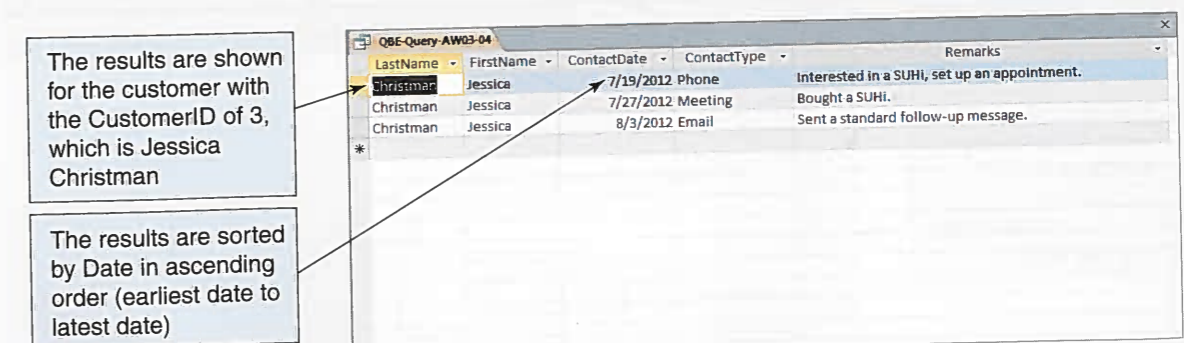 The results are shown
for the customer with
the CustomerID of 3,
which is Jessica
Christman
The results are sorted
by Date in ascending
order (earliest date to
latest date)
QBE-Query-AW03-04
LastName FirstName ContactDate ContactType Remarks
Christman Jessica 7/19/2012 Phone Interested in a SUHi, set up an appointment.
Christman Jessica 7/27/2012 Meeting Bought a SUHi.
Christman Jessica 8/3/2012 Email Sent a standard follow-up message.
*